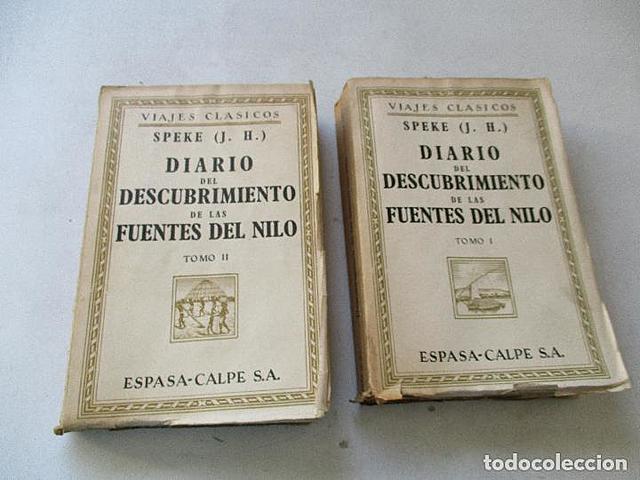 VIAJES CLASICOS
SPEKE (J. H.)
DIARIO
DEL
DESCUBRIMIENTO
DE LAS
FUENTES DEL NILO
TOMO II
ESPASA-CALPE S.A.
VIAJES CLASICOS
SPEKE (J. H.)
DIARIO
DEL
DESCUBRIMIENTO
DE LAS
FUENTES DEL NILO
TOMO I
ESPASA-CALPE S.A.
todocoleccion.net